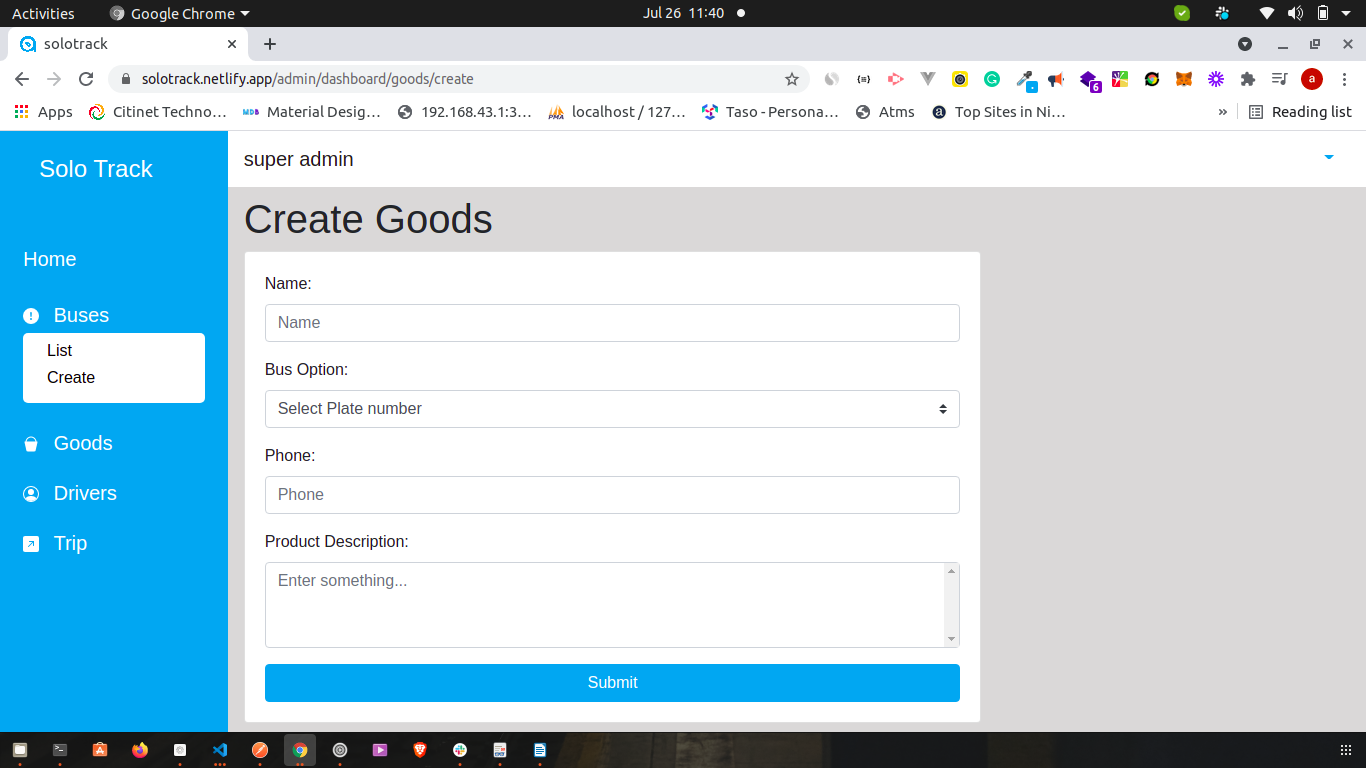 Activities
Google Chrome
Jul 26 11:40
solotrack
solotrack.netlify.app/admin/dashboard/goods/create
6
a
Apps
Citinet Techno...
MDB
Material Desig...
192.168.43.1:3...
PMA
localhost / 127...
Taso - Persona...
Atms
a
Top Sites in Ni...
»
Reading list
Solo Track
super admin
Create Goods
Home
Buses
List
Create
Goods
Drivers
Trip
Name:
Name
Bus Option:
Select Plate number
Phone:
Phone
Product Description:
Enter something...
Submit